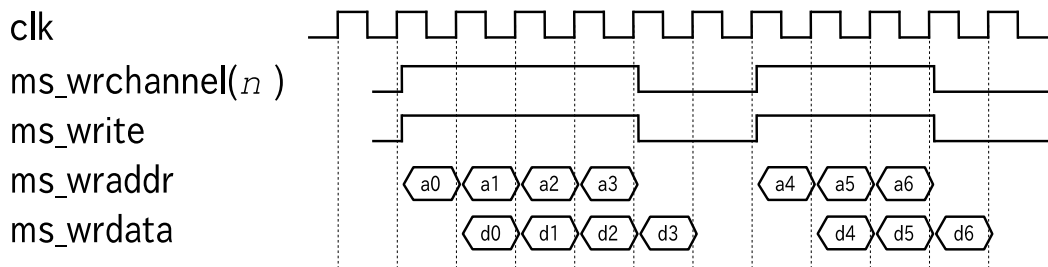 clk
ms_wrchannel(n)
ms_write
ms_wraddr a0 a1 a2 a3 a4 a5 a6
ms_wrdata d0 d1 d2 d3 d4 d5 d6